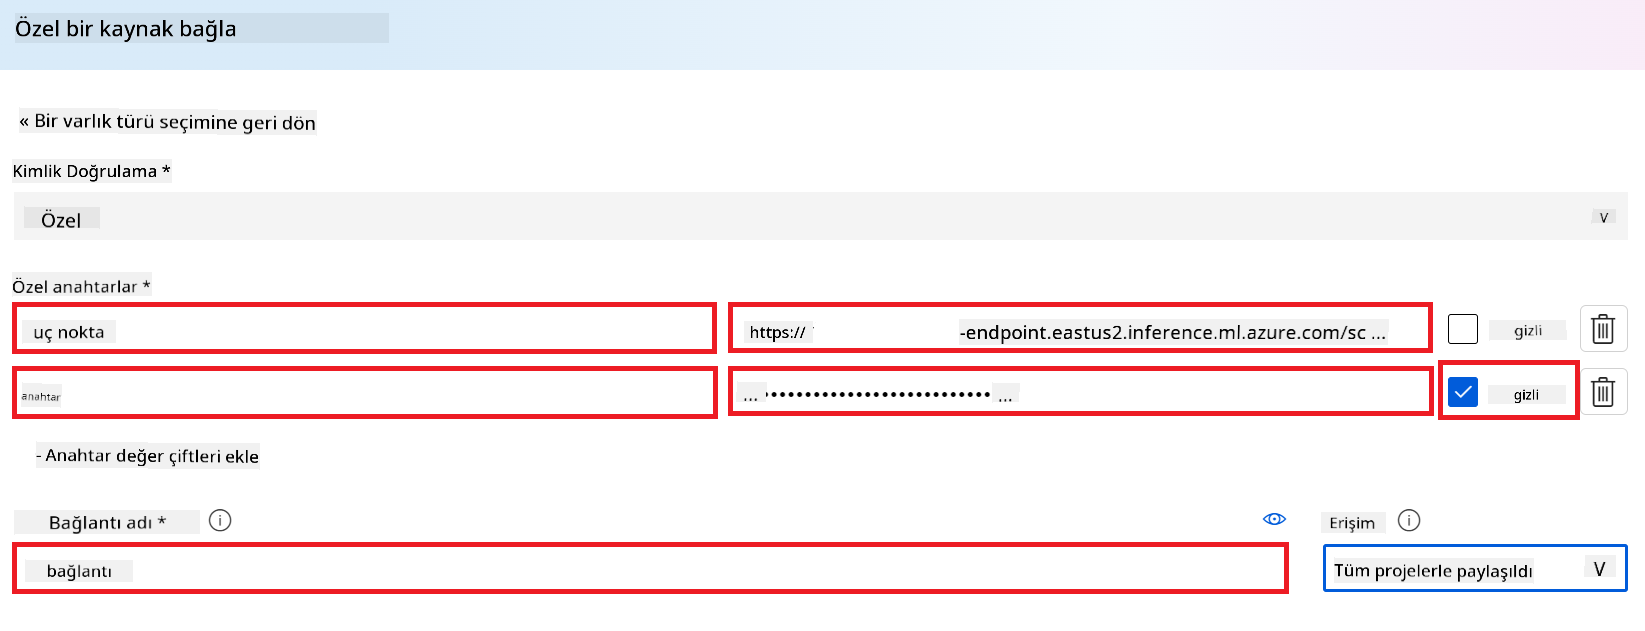 Özel bir kaynak bağla
« Bir varlık türü seçimine geri dön
Kimlik Doğrulama *
Özel V
Özel anahtarlar *
uç nokta https:// -endpoint.eastus2.inference.ml.azure.com/sc ... gizli
anahtar ...••••••••••••••••••••••••••••... gizli
- Anahtar değer çiftleri ekle
Bağlantı adı * Erişim
bağlantı Tüm projelerle paylaşıldı V